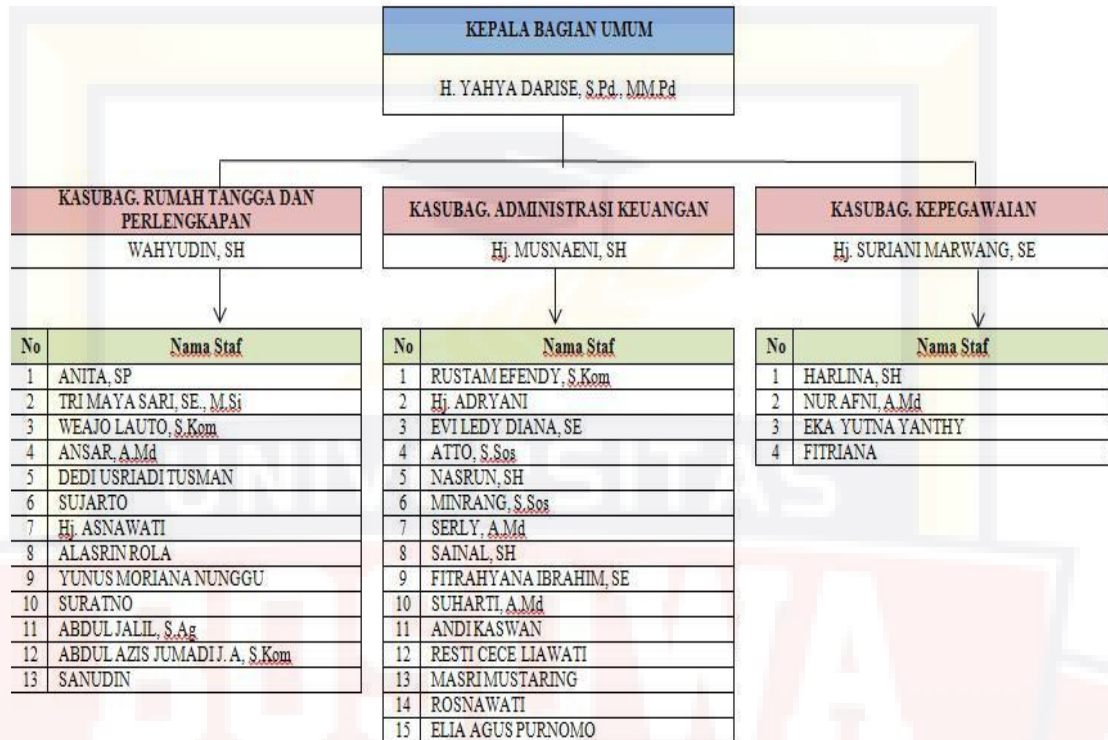 KEPALA BAGIAN UMUM
H. YAHYA DARISE, S.Pd., MM.Pd
KASUBAG. RUMAH TANGGA DAN
PERLENGKAPAN
WAHYUDIN, SH
No Nama Staf
1 ANITA, SP
2 TRI MAYA SARI, SE., M.Si
3 WEAJO LAUTO, S.Kom
4 ANSAR, A.Md
5 DEDI USRIADI TUSMAN
6 SUJARTO
7 Hj. ASNAWATI
8 ALASRIN ROLA
9 YUNUS MORIANA NUNGGU
10 SURATNO
11 ABDUL JALIL, S.Ag
12 ABDUL AZIS JUMADI J. A, S.Kom
13 SANUDIN
KASUBAG. ADMINISTRASI KEUANGAN
Hj. MUSNAENI, SH
No Nama Staf
1 RUSTAM EFENDY, S.Kom
2 Hj. ADRYANI
3 EVI LEDY DIANA, SE
4 ATTO, S.Sos
5 NASRUN, SH
6 MINRANG, S.Sos
7 SERLY, A.Md
8 SAINAL, SH
9 FITRAHYANA IBRAHIM, SE
10 SUHARTI, A.Md
11 ANDI KASWAN
12 RESTI CECE LIAWATI
13 MASRI MUSTARING
14 ROSNAWATI
15 ELIA AGUS PURNOMO
KASUBAG. KEPEGAWAIAN
Hj. SURIANI MARWANG, SE
No Nama Staf
1 HARLINA, SH
2 NUR AFNI, A.Md
3 EKA YUTNA YANTHY
4 FITRIANA
UNIVERSITAS
BOSOWA